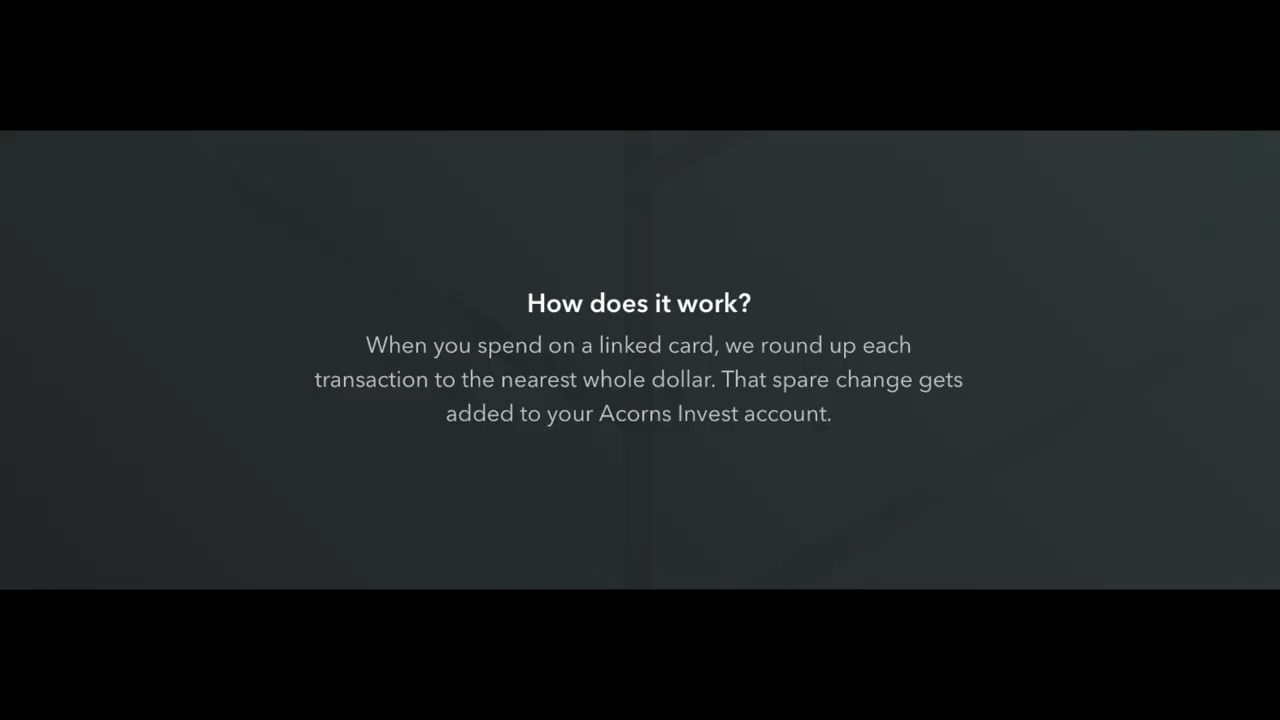 How does it work?
When you spend on a linked card, we round up each
transaction to the nearest whole dollar. That spare change gets
added to your Acorns Invest account.